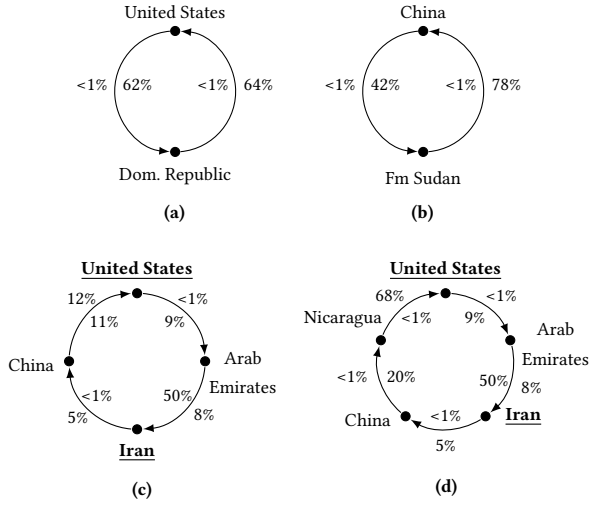 United States
<1% 62% <1% 64%
Dom. Republic
(a)
China
<1% 42% <1% 78%
Fm Sudan
(b)
United States
12% <1%
11% 9%
China
Arab
Emirates
<1% 50%
5% 8%
Iran
(c)
United States
68% <1%
Nicaragua <1% 9%
Arab
Emirates
<1% 20% 50% 8%
China <1% Iran
5%
(d)